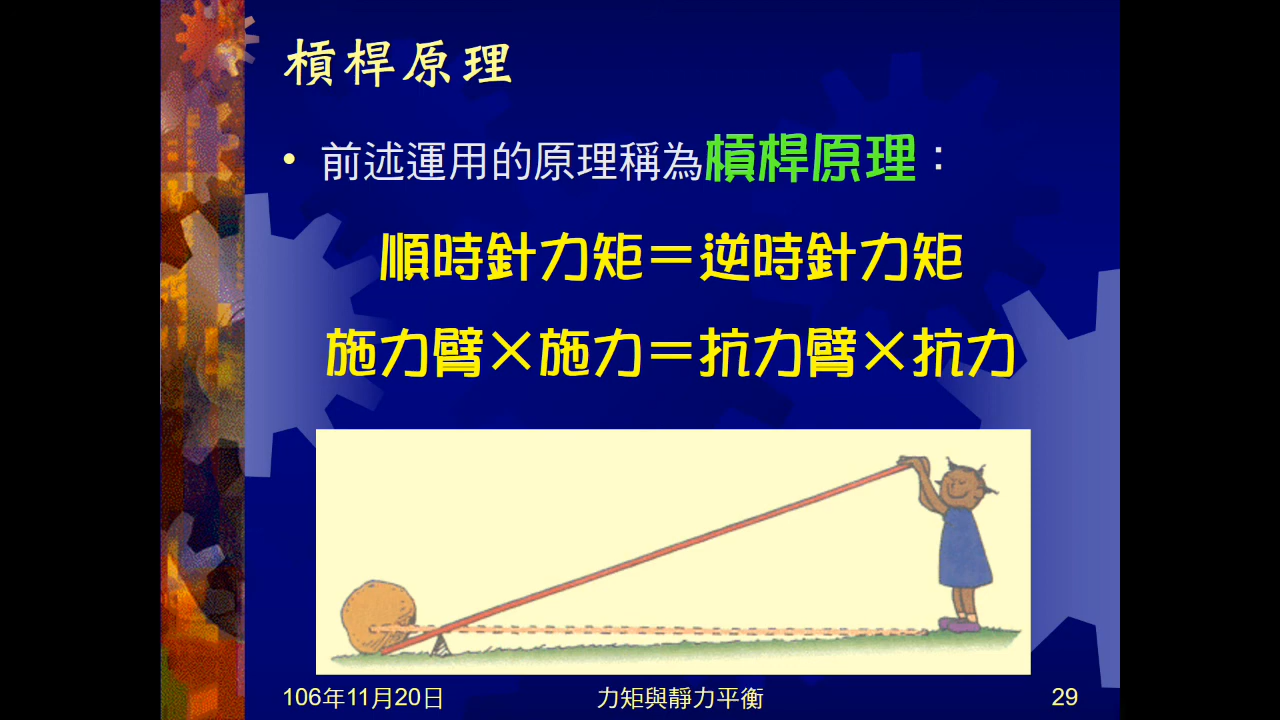 槓桿原理
• 前述運用的原理稱為槓桿原理：
順時針力矩＝逆時針力矩
施力臂×施力＝抗力臂×抗力
106年11月20日 力矩與靜力平衡 29